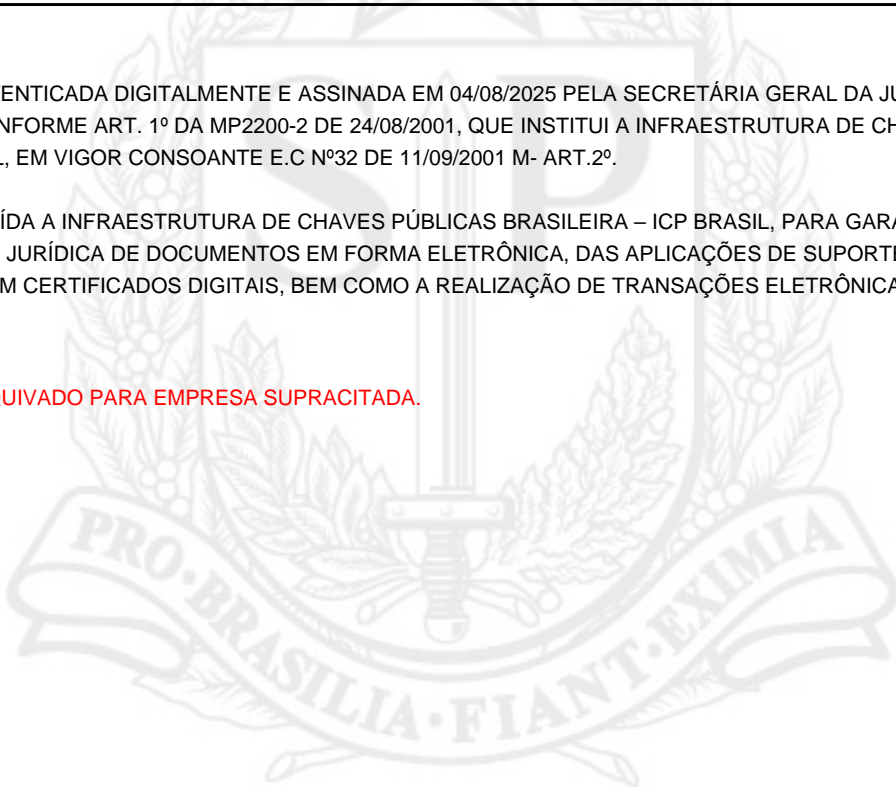 ENTICADA DIGITALMENTE E ASSINADA EM 04/08/2025 PELA SECRETÁRIA GERAL DA JU
NFORME ART. 1º DA MP2200-2 DE 24/08/2001, QUE INSTITUI A INFRAESTRUTURA DE CH
L, EM VIGOR CONSOANTE E.C Nº32 DE 11/09/2001 M- ART.2º.
ÍDA A INFRAESTRUTURA DE CHAVES PÚBLICAS BRASILEIRA – ICP BRASIL, PARA GARA
JURÍDICA DE DOCUMENTOS EM FORMA ELETRÔNICA, DAS APLICAÇÕES DE SUPORTE
M CERTIFICADOS DIGITAIS, BEM COMO A REALIZAÇÃO DE TRANSAÇÕES ELETRÔNICA
UIVADO PARA EMPRESA SUPRACITADA.
SP
PRO·BRASILIA·FIANT·EXIMIA